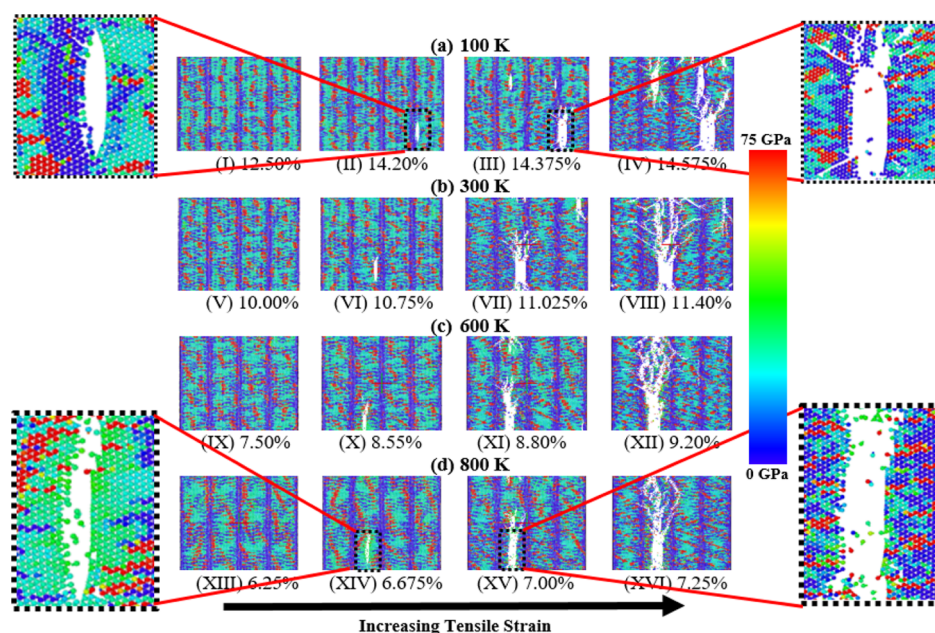 (a) 100 K
(I) 12.50% (II) 14.20% (III) 14.375% (IV) 14.575%
75 GPa
(b) 300 K
(V) 10.00% (VI) 10.75% (VII) 11.025% (VIII) 11.40%
(c) 600 K
(IX) 7.50% (X) 8.55% (XI) 8.80% (XII) 9.20%
0 GPa
(d) 800 K
(XIII) 6.25% (XIV) 6.675% (XV) 7.00% (XVI) 7.25%
Increasing Tensile Strain